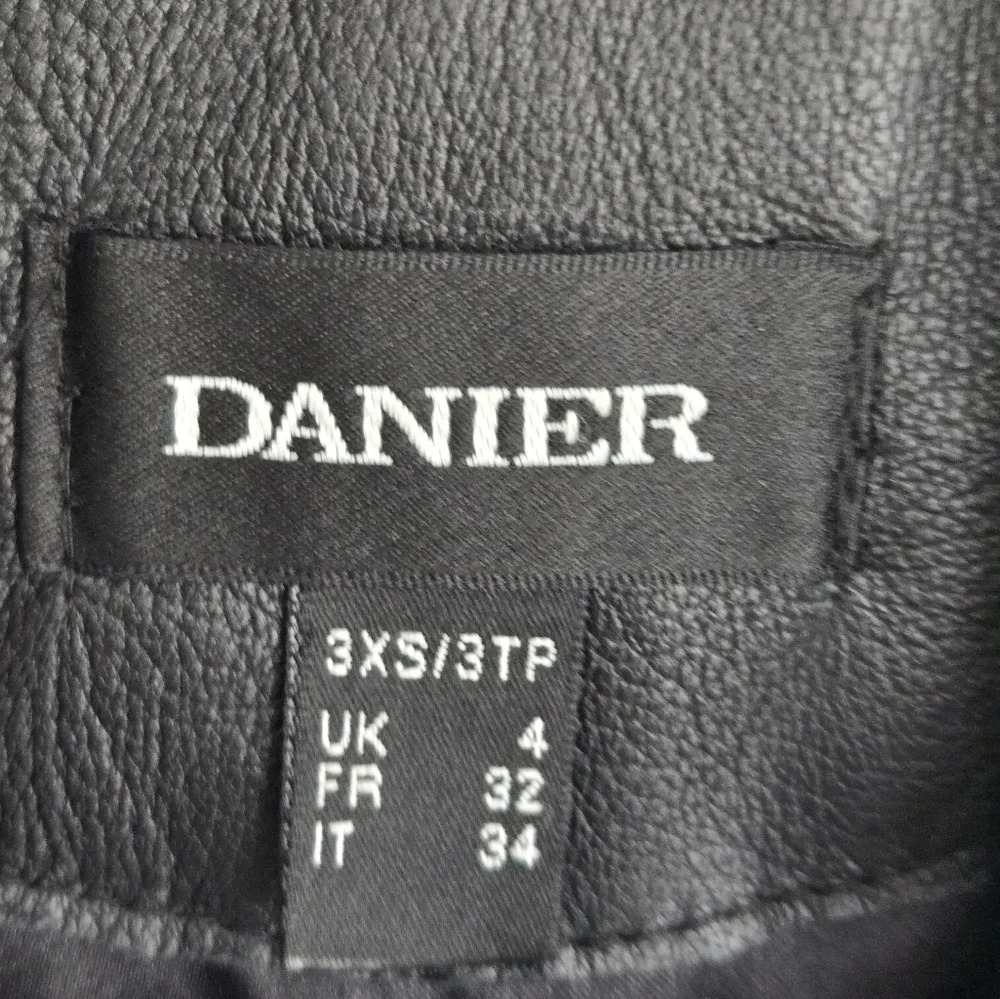 DANIER
3XS/3TP
UK 4
FR 32
IT 34